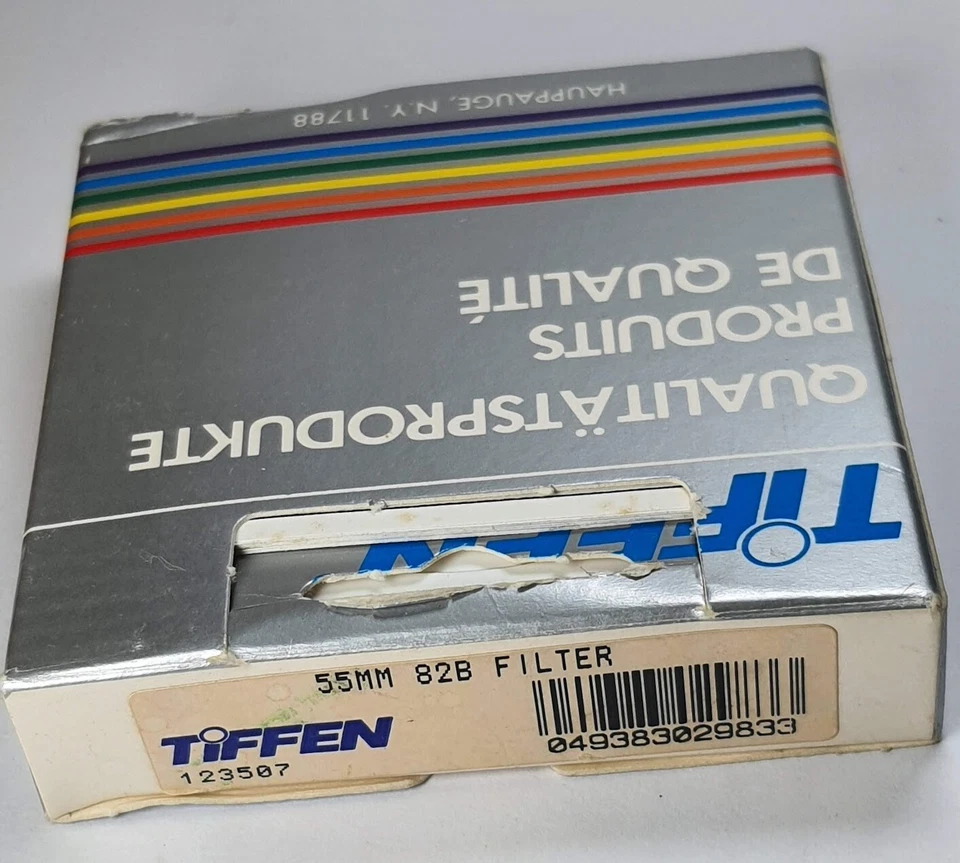 TIFFEN
QUALITÄTSPRODUKTE
PRODUITS
DE QUALITÉ
HAUPPAUGE, N.Y. 11788
55MM 82B FILTER
TIFFEN
123507
049383029833